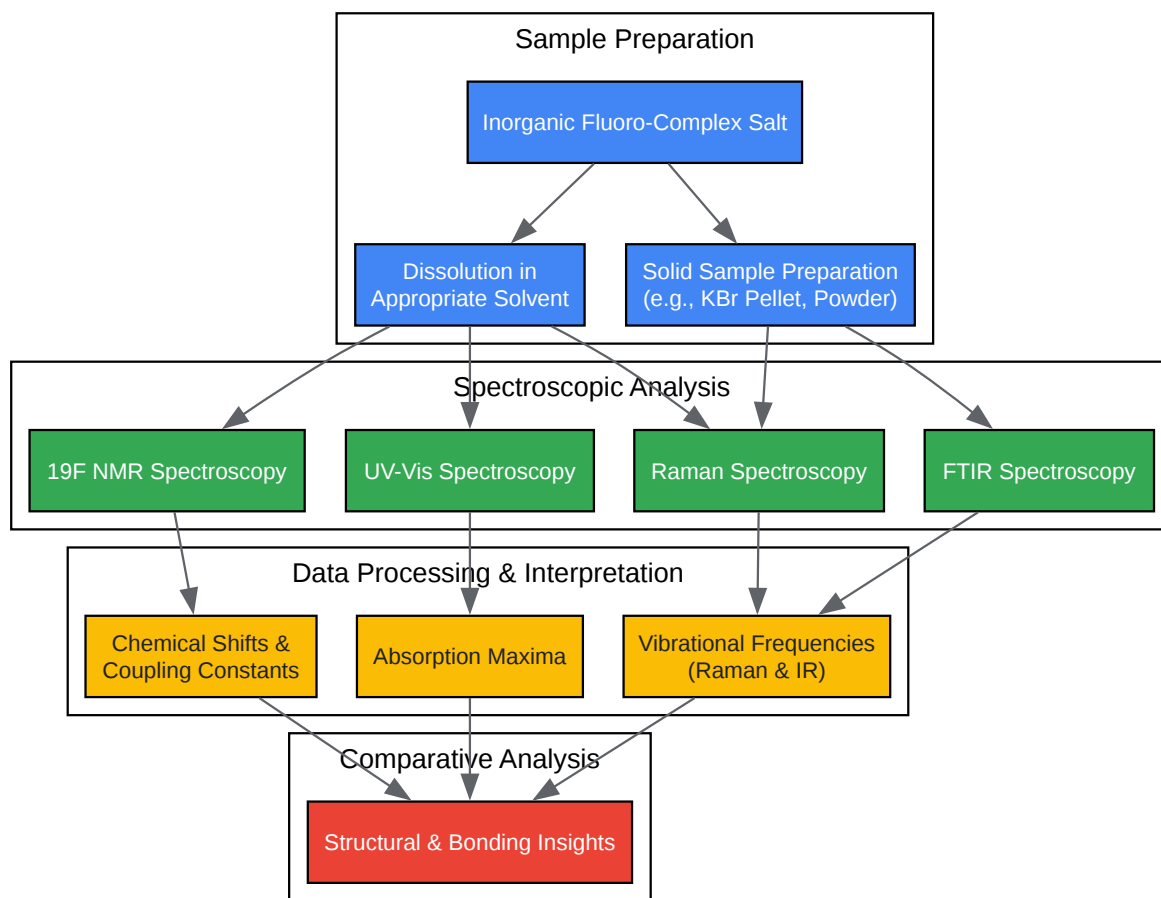 Sample Preparation
Inorganic Fluoro-Complex Salt
Dissolution in
Appropriate Solvent
Solid Sample Preparation
(e.g., KBr Pellet, Powder)
Spectroscopic Analysis
19F NMR Spectroscopy
UV-Vis Spectroscopy
Raman Spectroscopy
FTIR Spectroscopy
Data Processing & Interpretation
Chemical Shifts &
Coupling Constants
Absorption Maxima
Vibrational Frequencies
(Raman & IR)
Comparative Analysis
Structural & Bonding Insights